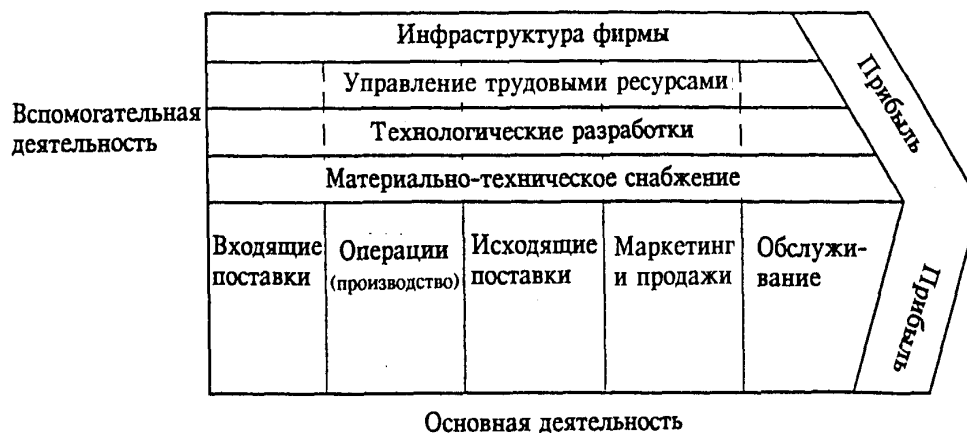 Инфраструктура фирмы
Управление трудовыми ресурсами
Вспомогательная
деятельность
Технологические разработки
Материально-техническое снабжение
Прибыль
Входящие
поставки
Операции
(производство)
Исходящие
поставки
Маркетинг
и продажи
Обслужи-
вание
Прибыль
Основная деятельность